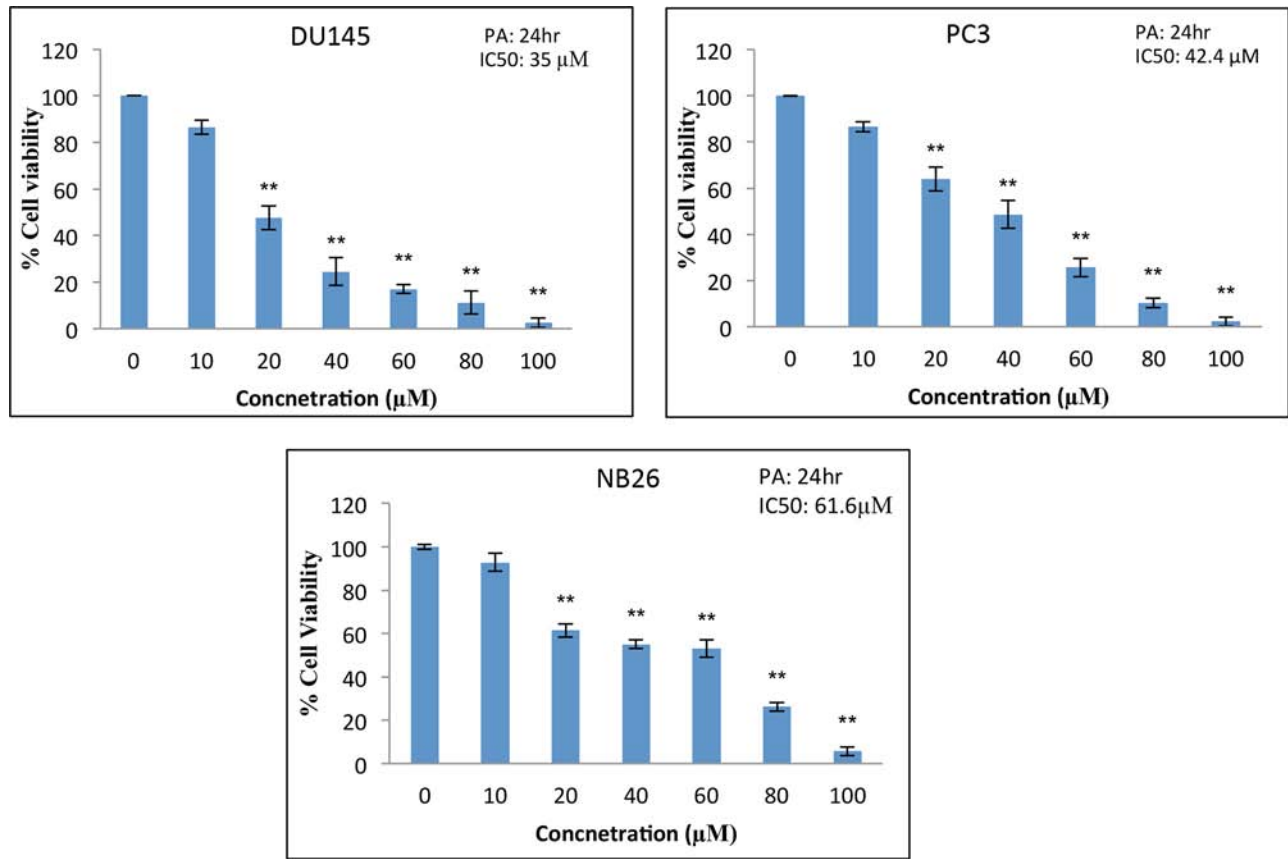 DU145
PA: 24hr
IC50: 35 µM
% Cell viability
120
100
80
60
40
20
0
**
**
**
**
**
0 10 20 40 60 80 100
Concnetration (µM)
PC3
PA: 24hr
IC50: 42.4 µM
% Cell viability
120
100
80
60
40
20
0
**
**
**
**
**
0 10 20 40 60 80 100
Concentration (µM)
NB26
PA: 24hr
IC50: 61.6µM
% Cell Viability
120
100
80
60
40
20
0
**
**
**
**
**
0 10 20 40 60 80 100
Concnetration (µM)